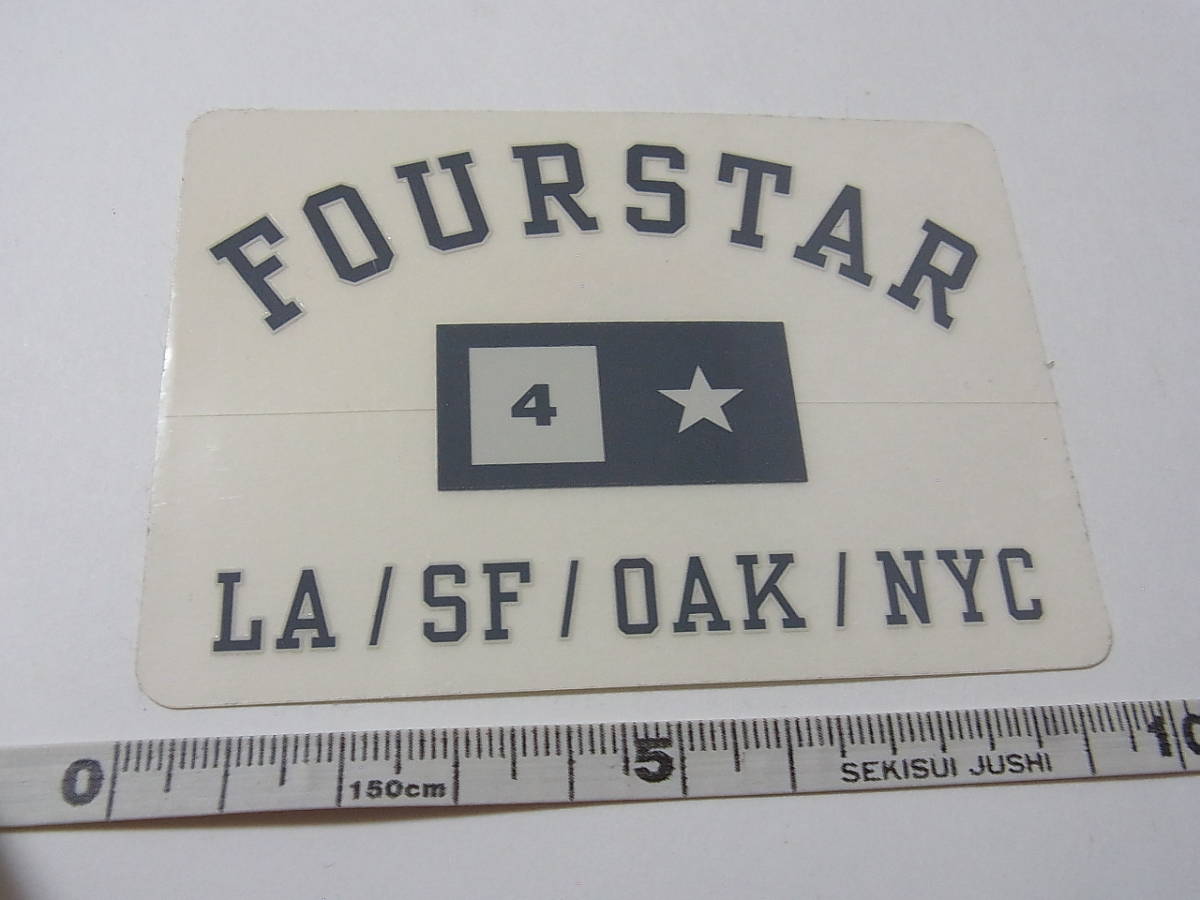 FOURSTAR
4
LA/SF/OAK/NYC
0 5 10
150cm SEKISUI JUSHI